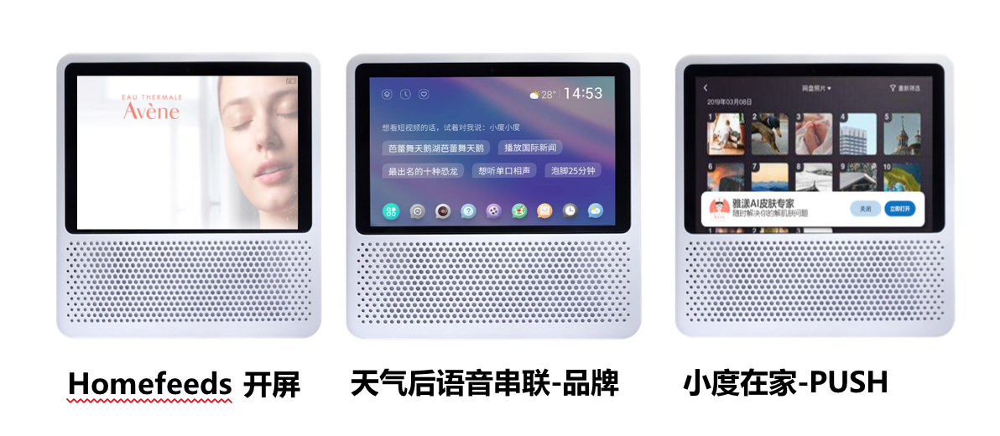 EAU THERMALE
Avène
广告
28°
14:53
想看短视频的话，试着对我说：小度小度
芭蕾舞天鹅湖芭蕾舞天鹅
播放国际新闻
最出名的十种恐龙
想听单口相声
泡脚25分钟
网盘照片▼
重新筛选
2019年03月08日
1 2 3 4 5
6 7 8 9 10
雅漾AI皮肤专家
随时解决你的解肌肤问题
关闭
立即打开
1 2
Homefeeds 开屏
天气后语音串联-品牌
小度在家-PUSH